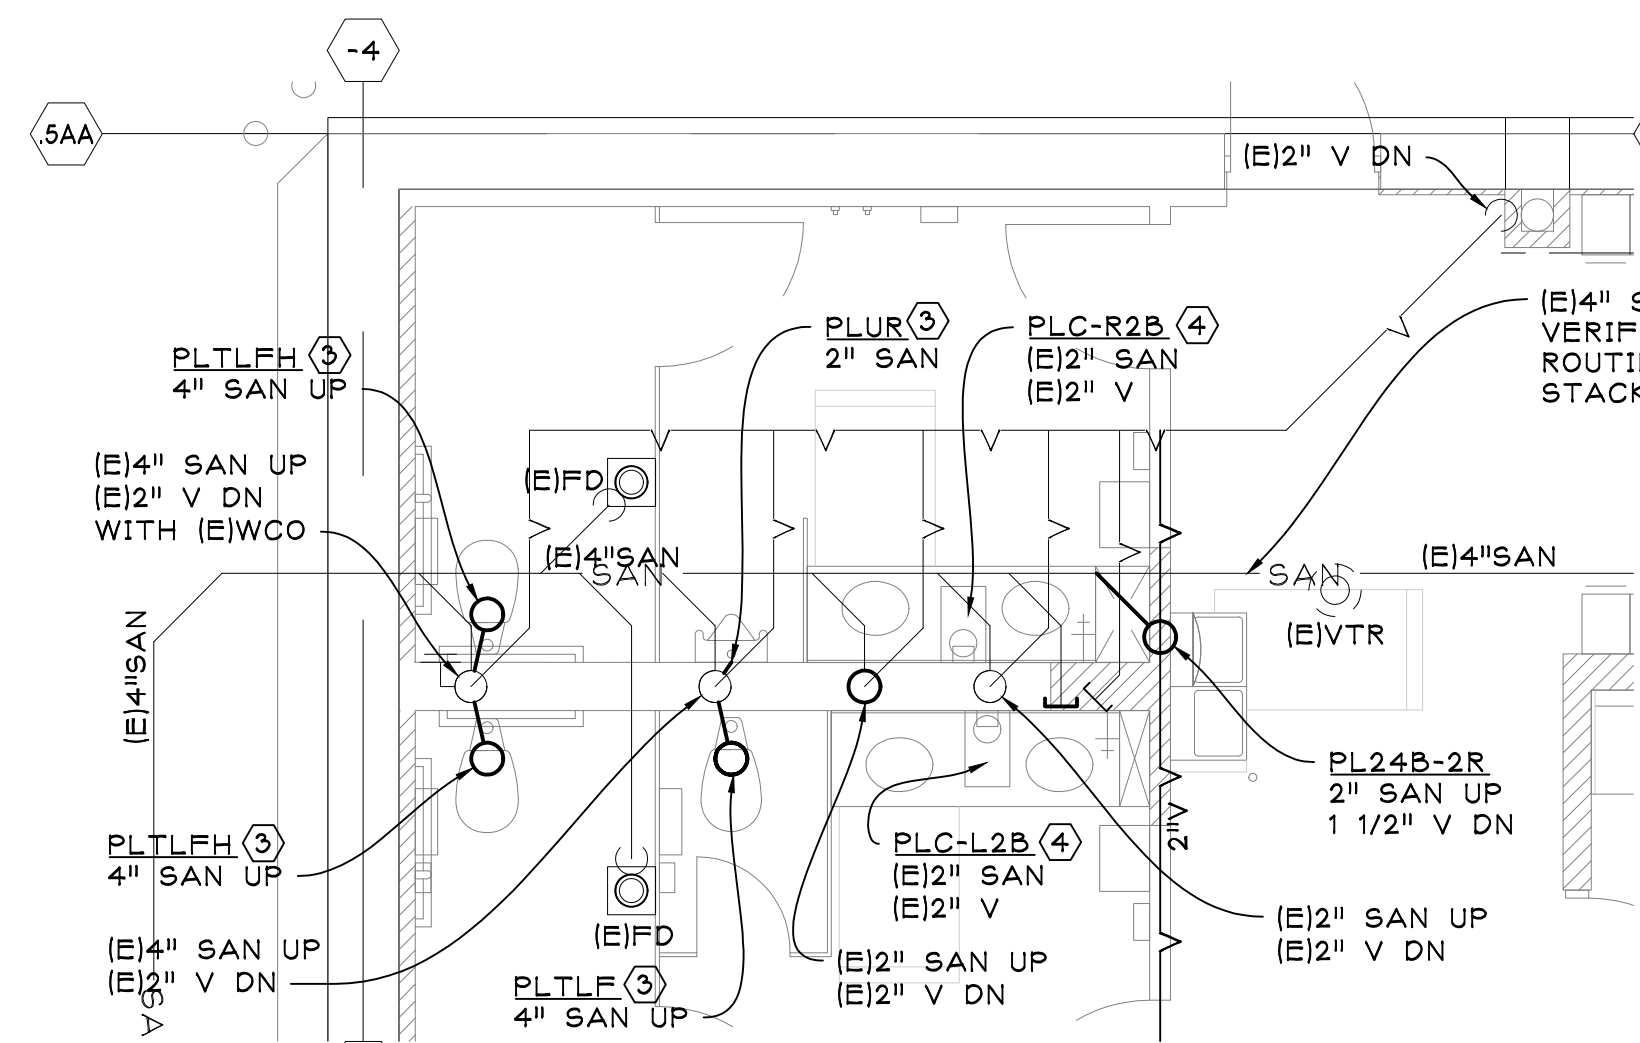 -4
.5AA
(E)2" V DN
PLUR 3
2" SAN
PLC-R2B 4
(E)2" SAN
(E)2" V
(E)4" S
VERIF
ROUTI
STACK
PLTLFH 3
4" SAN UP
(E)4" SAN UP
(E)2" V DN
WITH (E)WCO
(E)FD
(E)4"SAN
SAN
SAN
(E)4"SAN
(E)VTR
(E)4"SAN
PL24B-2R
2" SAN UP
1 1/2" V DN
2"V
PLTLFH 3
4" SAN UP
PLC-L2B 4
(E)2" SAN
(E)2" V
(E)FD
(E)4" SAN UP
(E)2" V DN
(E)2" SAN UP
(E)2" V DN
(E)2" SAN UP
(E)2" V DN
PLTLF 3
4" SAN UP
SA